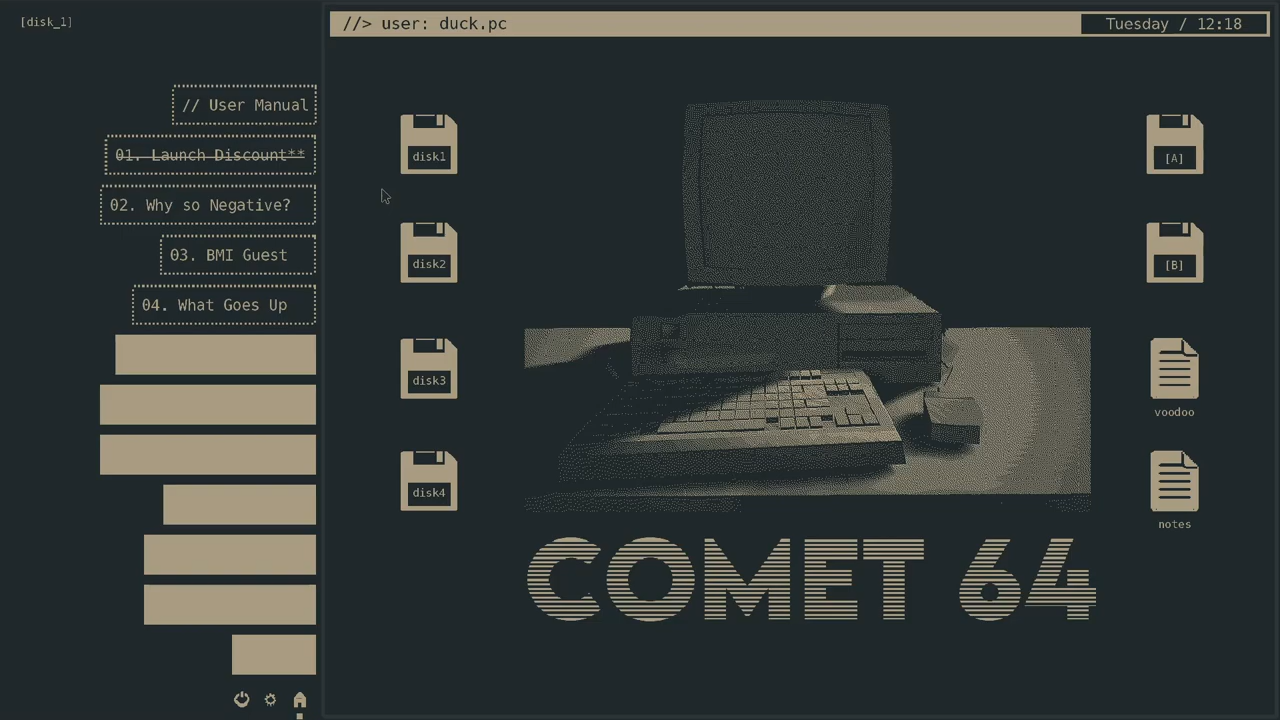 [disk_1]
//> user: duck.pc
Tuesday / 12:18
// User Manual
01. Launch Discount**
02. Why so Negative?
03. BMI Guest
04. What Goes Up
disk1
disk2
disk3
disk4
[A]
[B]
voodoo
notes
COMET 64